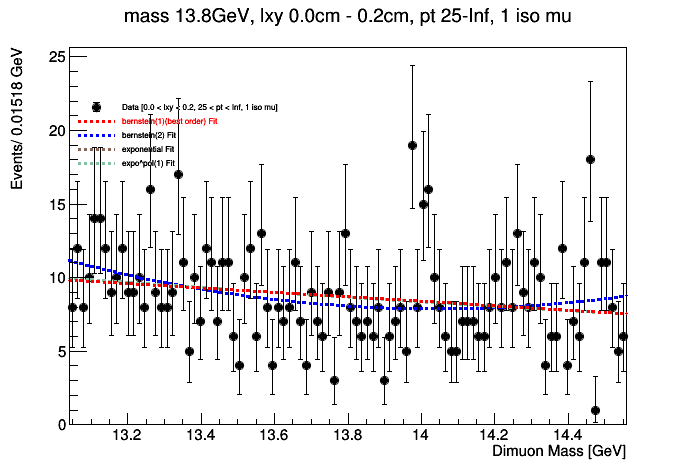 mass 13.8GeV, lxy 0.0cm - 0.2cm, pt 25-Inf, 1 iso mu
Events/ 0.01518 GeV
25
20
15
10
5
0
Data [0.0 < lxy < 0.2, 25 < pt < Inf, 1 iso mu]
bernstein(1)(best order) Fit
bernstein(2) Fit
exponential Fit
expo*pol(1) Fit
13.2 13.4 13.6 13.8 14 14.2 14.4
Dimuon Mass [GeV]